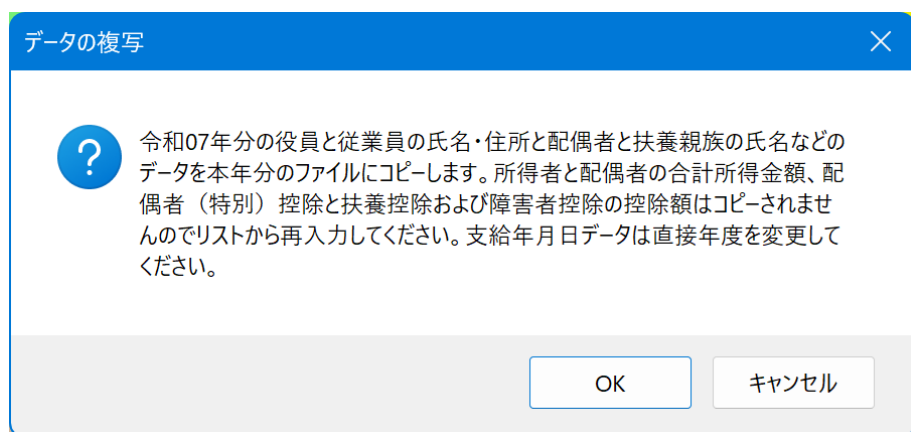 データの複写
令和07年分の役員と従業員の氏名・住所と配偶者と扶養親族の氏名などの
データを本年分のファイルにコピーします。所得者と配偶者の合計所得金額、配
偶者（特別）控除と扶養控除および障害者控除の控除額はコピーされませ
んのでリストから再入力してください。支給年月日データは直接年度を変更して
ください。
OK
キャンセル